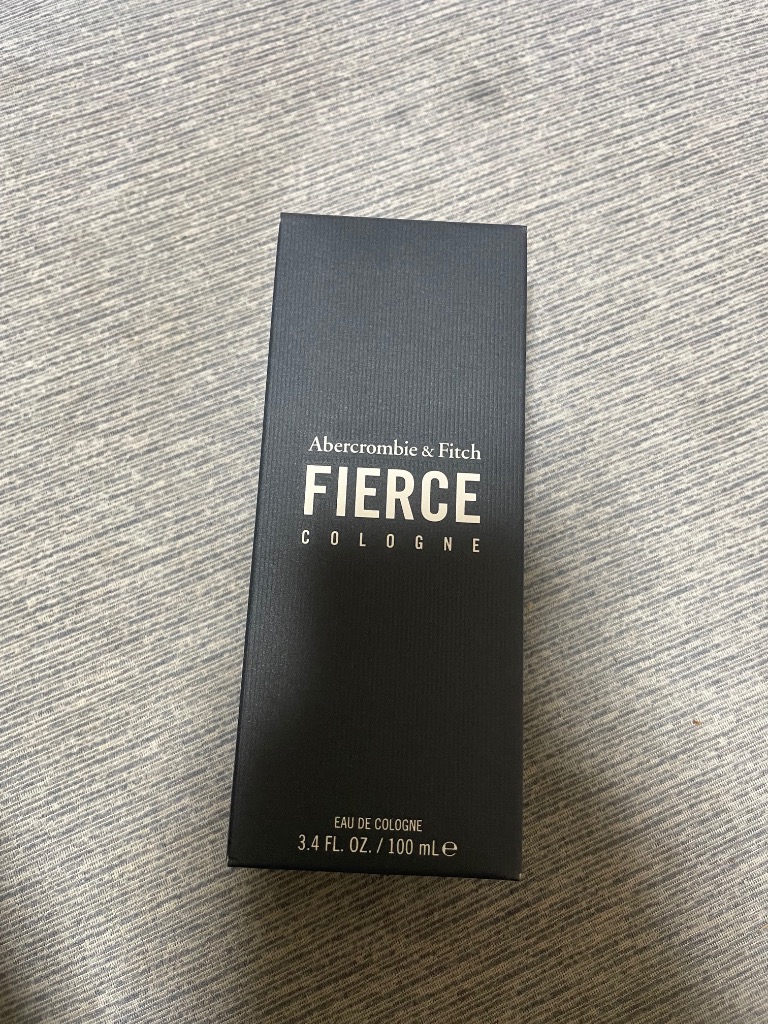 Abercrombie & Fitch
FIERCE
COLOGNE
EAU DE COLOGNE
3.4 FL. OZ. / 100 mL ℮